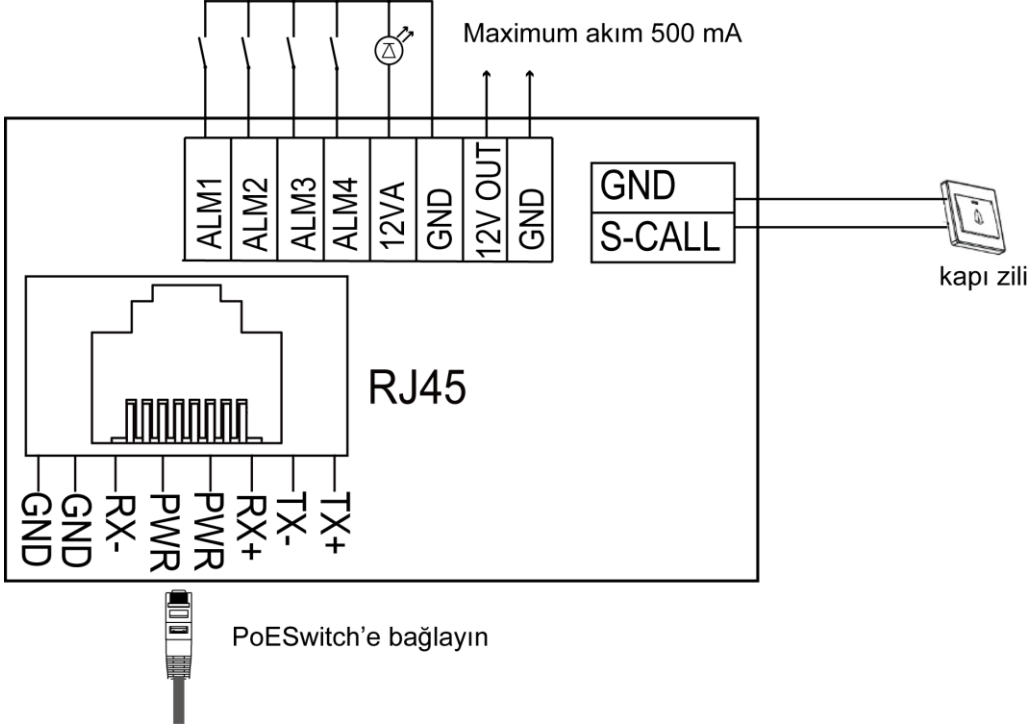 Maximum akım 500 mA
ALM1
ALM2
ALM3
ALM4
12VA
GND
12V OUT
GND
GND
S-CALL
kapı zili
RJ45
GND
GND
RX-
PWR
PWR
RX+
TX-
TX+
PoESwitch’e bağlayın